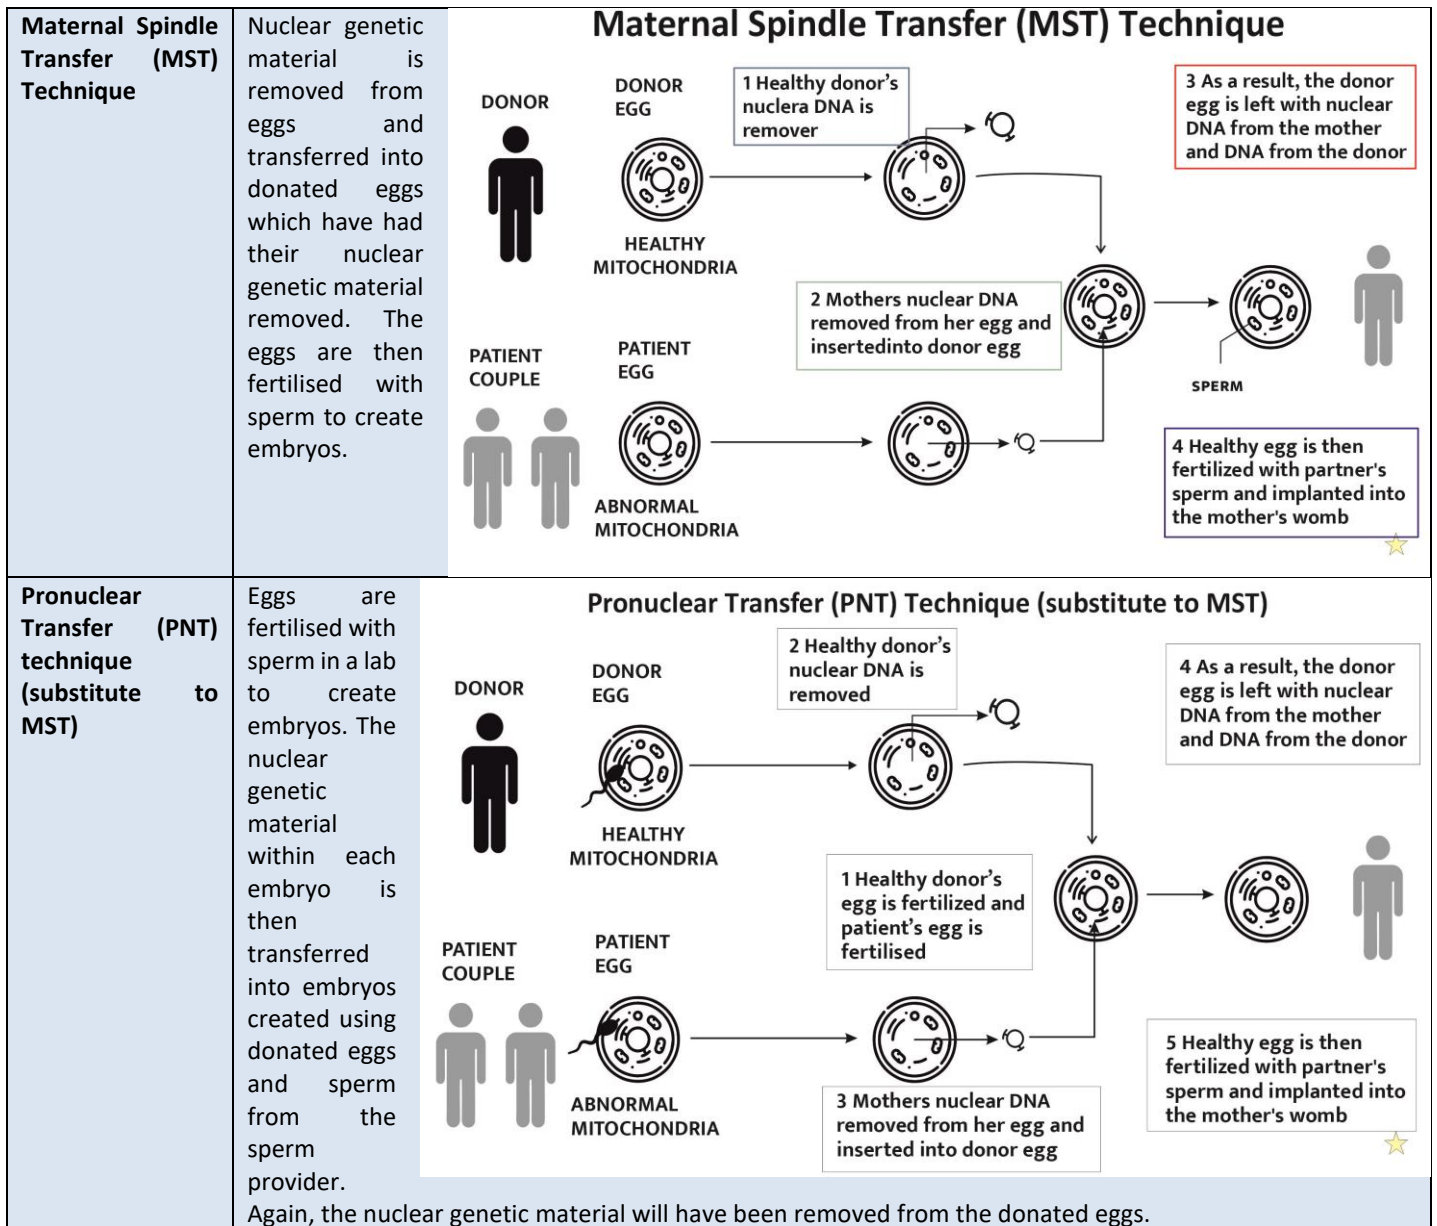 Maternal Spindle
Transfer (MST)
Technique
Nuclear genetic
material is
removed from
eggs and
transferred into
donated eggs
which have had
their nuclear
genetic material
removed. The
eggs are then
fertilised with
sperm to create
embryos.
Maternal Spindle Transfer (MST) Technique
DONOR
DONOR
EGG
HEALTHY
MITOCHONDRIA
1 Healthy donor's
nuclera DNA is
remover
3 As a result, the donor
egg is left with nuclear
DNA from the mother
and DNA from the donor
2 Mothers nuclear DNA
removed from her egg and
insertedinto donor egg
SPERM
PATIENT
COUPLE
PATIENT
EGG
ABNORMAL
MITOCHONDRIA
4 Healthy egg is then
fertilized with partner's
sperm and implanted into
the mother's womb
Pronuclear
Transfer (PNT)
technique
(substitute to
MST)
Eggs are
fertilised with
sperm in a lab
to create
embryos. The
nuclear
genetic
material
within each
embryo is
then
transferred
into embryos
created using
donated eggs
and sperm
from the
sperm
provider.
Again, the nuclear genetic material will have been removed from the donated eggs.
Pronuclear Transfer (PNT) Technique (substitute to MST)
DONOR
DONOR
EGG
HEALTHY
MITOCHONDRIA
2 Healthy donor's
nuclear DNA is
removed
4 As a result, the donor
egg is left with nuclear
DNA from the mother
and DNA from the donor
1 Healthy donor's
egg is fertilized and
patient's egg is
fertilised
PATIENT
COUPLE
PATIENT
EGG
ABNORMAL
MITOCHONDRIA
3 Mothers nuclear DNA
removed from her egg and
inserted into donor egg
5 Healthy egg is then
fertilized with partner's
sperm and implanted into
the mother's womb